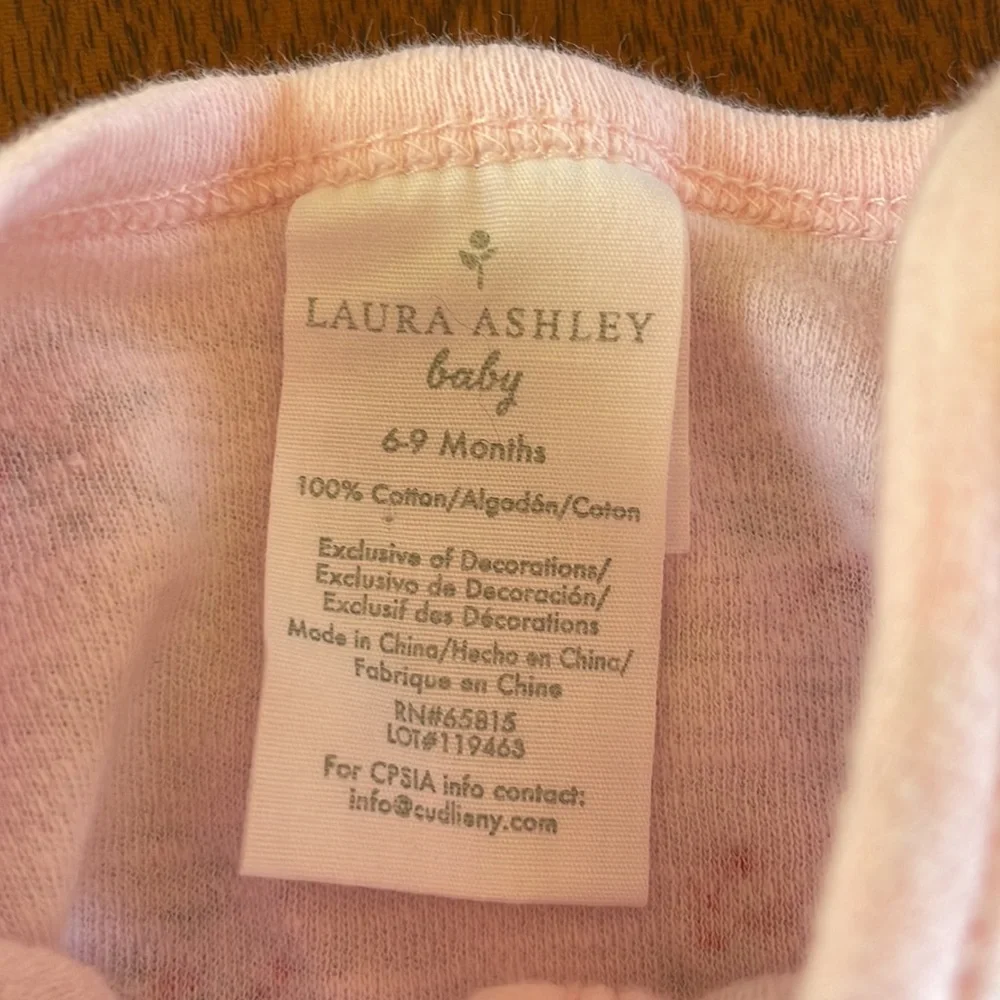 LAURA ASHLEY
baby
6-9 Months
100% Cotton/Algodón/Coton
Exclusive of Decorations/
Exclusivo de Decoración/
Exclusif des Décorations
Made in China/Hecho en China/
Fabrique en Chine
RN#65815
LOT#119463
For CPSIA info contact:
info@cudlieny.com